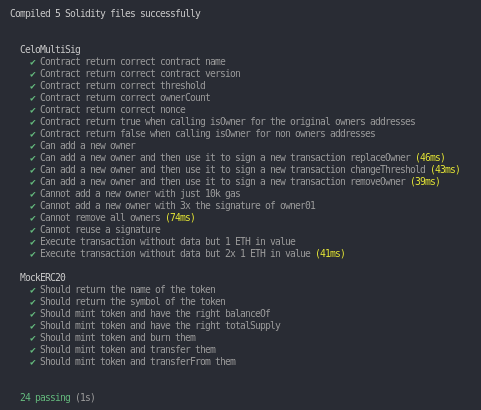 Compiled 5 Solidity files successfully
CeloMultiSig
✔ Contract return correct contract name
✔ Contract return correct contract version
✔ Contract return correct threshold
✔ Contract return correct ownerCount
✔ Contract return correct nonce
✔ Contract return true when calling isOwner for the original owners addresses
✔ Contract return false when calling isOwner for non owners addresses
✔ Can add a new owner
✔ Can add a new owner and then use it to sign a new transaction replaceOwner (46ms)
✔ Can add a new owner and then use it to sign a new transaction changeThreshold (43ms)
✔ Can add a new owner and then use it to sign a new transaction removeOwner (39ms)
✔ Cannot add a new owner with just 10k gas
✔ Cannot add a new owner with 3x the signature of owner01
✔ Cannot remove all owners (74ms)
✔ Cannot reuse a signature
✔ Execute transaction without data but 1 ETH in value
✔ Execute transaction without data but 2x 1 ETH in value (41ms)
MockERC20
✔ Should return the name of the token
✔ Should return the symbol of the token
✔ Should mint token and have the right balanceOf
✔ Should mint token and have the right totalSupply
✔ Should mint token and burn them
✔ Should mint token and transfer them
✔ Should mint token and transferFrom them
24 passing (1s)